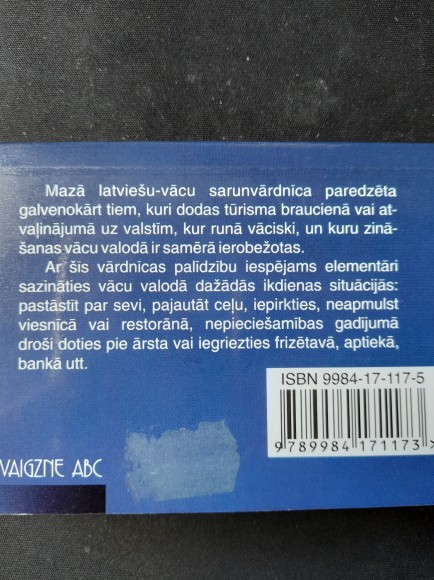 Mazā latviešu-vācu sarunvārdnīca paredzēta
galvenokārt tiem, kuri dodas tūrisma braucienā vai at-
vaļinājumā uz valstīm, kur runā vāciski, un kuru zinā-
šanas vācu valodā ir samērā ierobežotas.
Ar šis vārdnīcas palīdzību iespējams elementāri
sazināties vācu valodā dažādās ikdienas situācijās:
pastāstīt par sevi, pajautāt ceļu, iepirkties, neapmulst
viesnīcā vai restorānā, nepieciešamības gadījumā
droši doties pie ārsta vai iegriezties frizētavā, aptiekā,
bankā utt.
ISBN 9984-17-117-5
9 789984 171173 >
VAIGZNE ABC